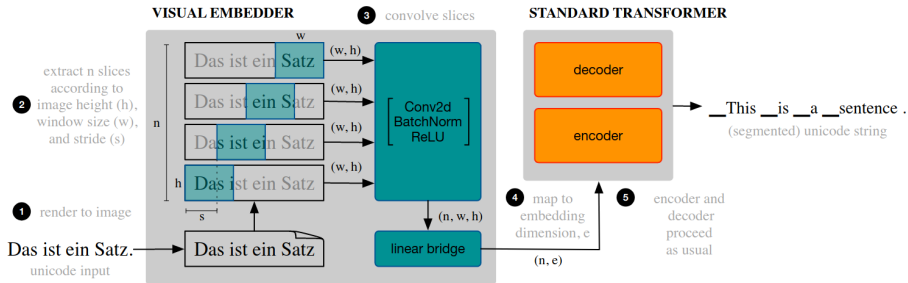 VISUAL EMBEDDER
3 convolve slices
STANDARD TRANSFORMER
w
Das ist ein Satz
(w, h)
2 extract n slices
according to
image height (h),
window size (w),
and stride (s)
n
Das ist ein Satz
(w, h)
Das ist ein Satz
(w, h)
h
Das ist ein Satz
(w, h)
s
Conv2d
BatchNorm
ReLU
decoder
encoder
__This __is __a __sentence .
(segmented) unicode string
1 render to image
Das ist ein Satz.
unicode input
Das ist ein Satz
(n, w, h)
linear bridge
(n, e)
4 map to
embedding
dimension, e
5 encoder and
decoder
proceed
as usual